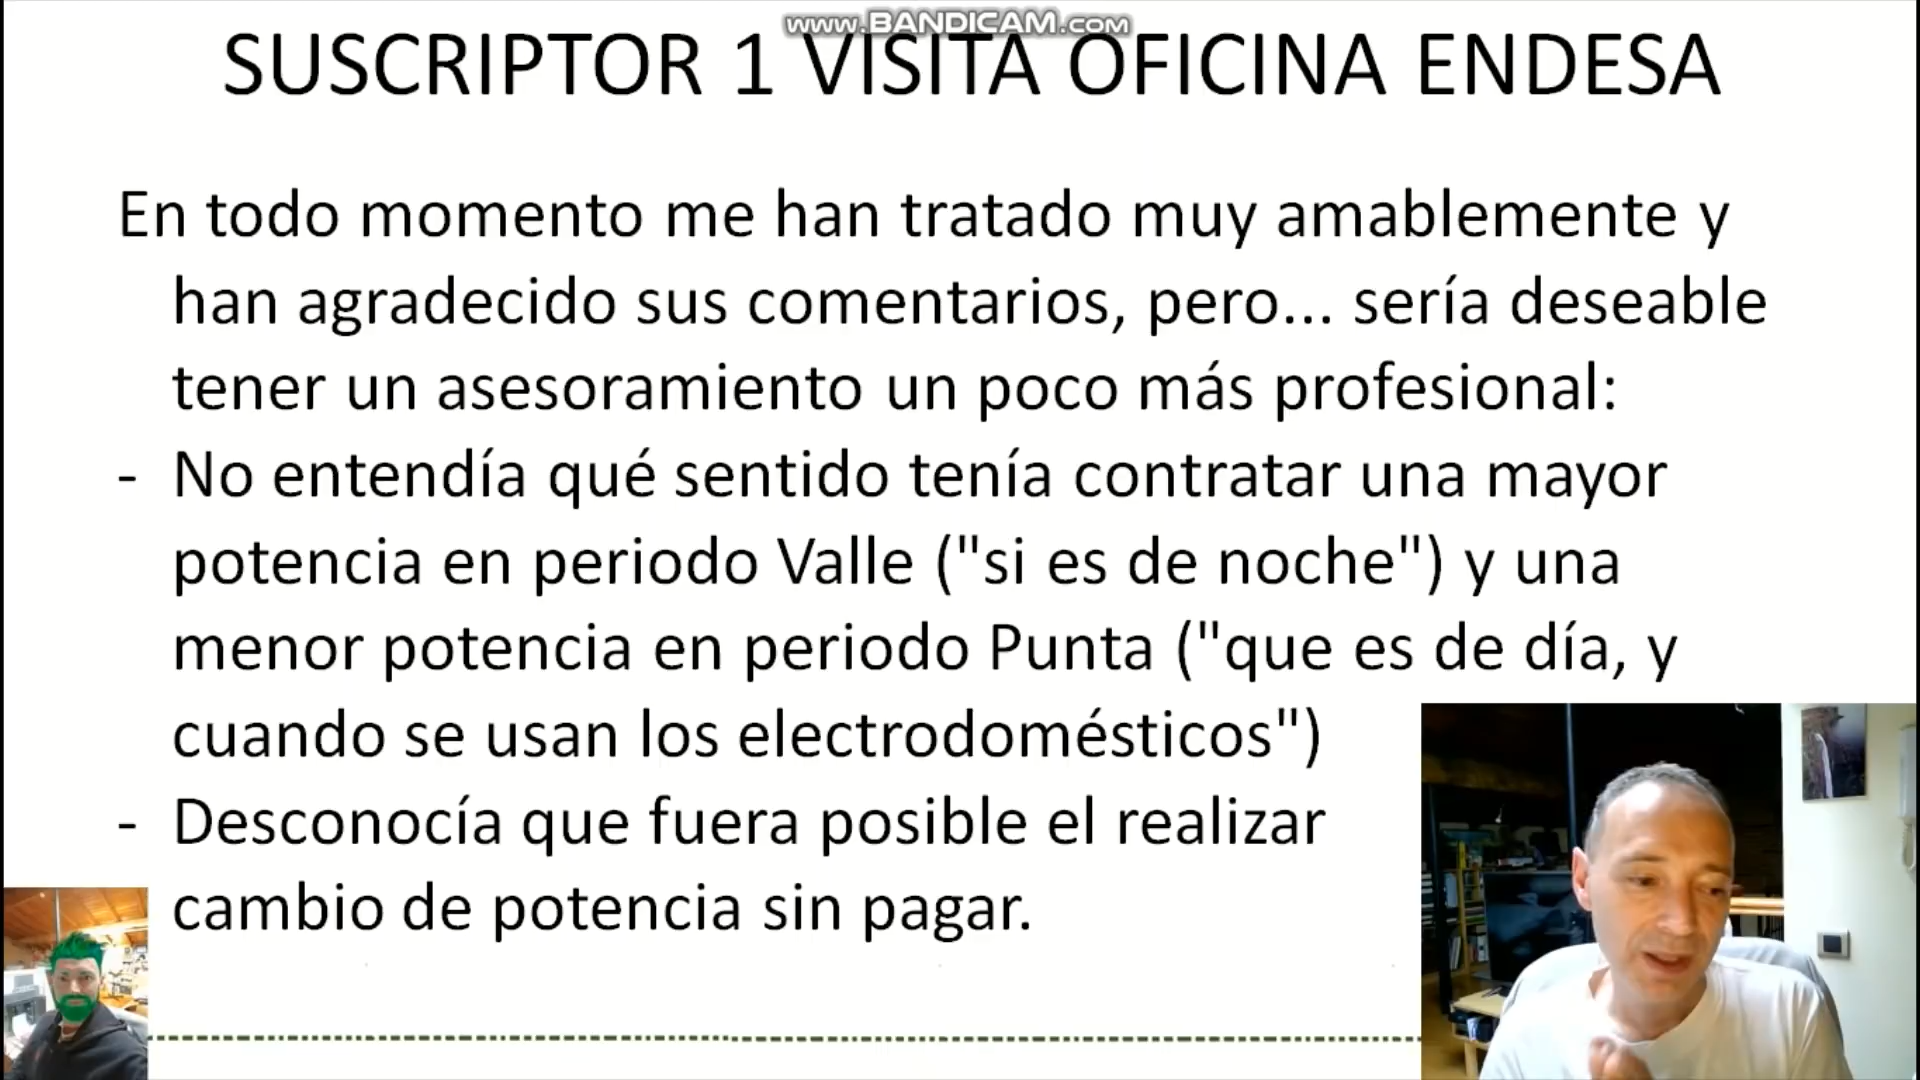 www.BANDICAM.com
SUSCRIPTOR 1 VISITA OFICINA ENDESA
En todo momento me han tratado muy amablemente y
han agradecido sus comentarios, pero... sería deseable
tener un asesoramiento un poco más profesional:
- No entendía qué sentido tenía contratar una mayor
potencia en periodo Valle ("si es de noche") y una
menor potencia en periodo Punta ("que es de día, y
cuando se usan los electrodomésticos")
- Desconocía que fuera posible el realizar
cambio de potencia sin pagar.